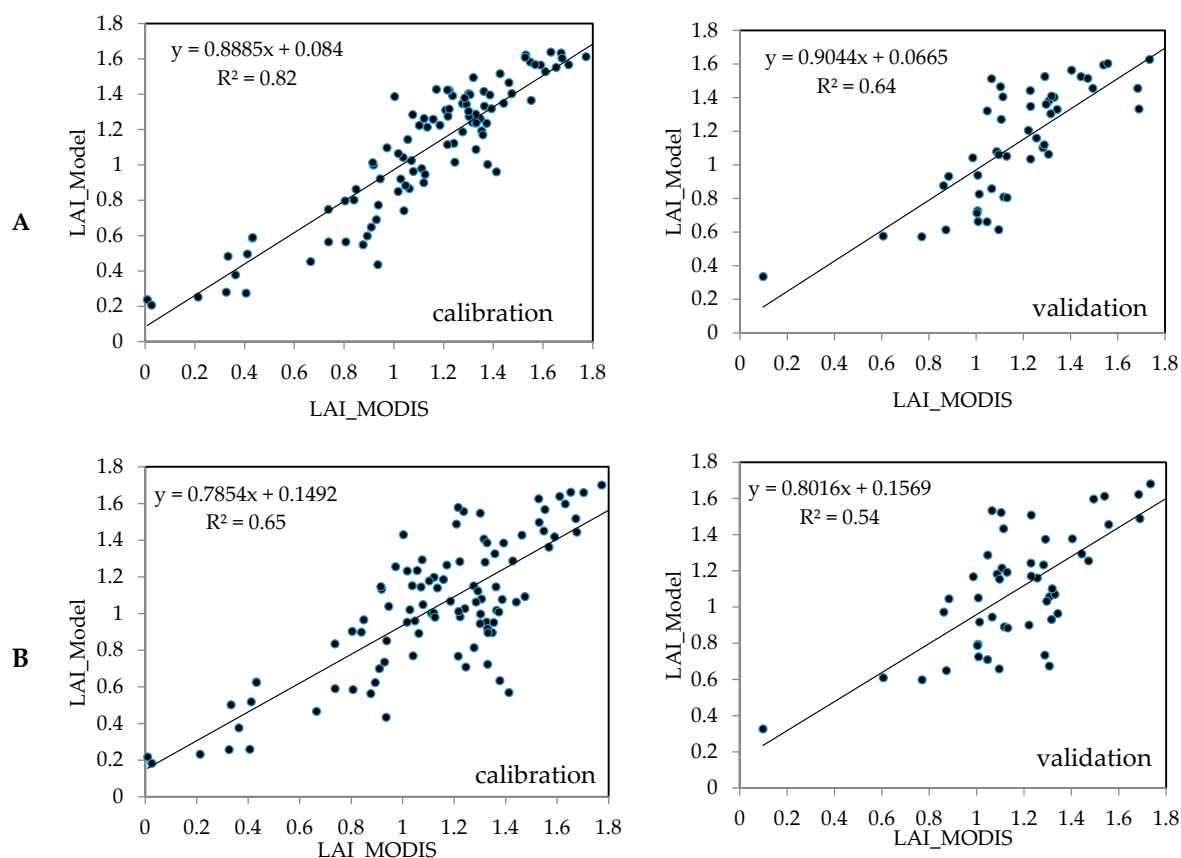 A
y = 0.8885x + 0.084
R² = 0.82
LAI_Model
1.8
1.6
1.4
1.2
1
0.8
0.6
0.4
0.2
0
calibration
0 0.2 0.4 0.6 0.8 1 1.2 1.4 1.6 1.8
LAI_MODIS
y = 0.9044x + 0.0665
R² = 0.64
LAI_Model
1.8
1.6
1.4
1.2
1
0.8
0.6
0.4
0.2
0
validation
0 0.2 0.4 0.6 0.8 1 1.2 1.4 1.6 1.8
LAI_MODIS
B
y = 0.7854x + 0.1492
R² = 0.65
LAI_Model
1.8
1.6
1.4
1.2
1
0.8
0.6
0.4
0.2
0
calibration
0 0.2 0.4 0.6 0.8 1 1.2 1.4 1.6 1.8
LAI_MODIS
y = 0.8016x + 0.1569
R² = 0.54
LAI_Model
1.8
1.6
1.4
1.2
1
0.8
0.6
0.4
0.2
0
validation
0 0.2 0.4 0.6 0.8 1 1.2 1.4 1.6 1.8
LAI_MODIS